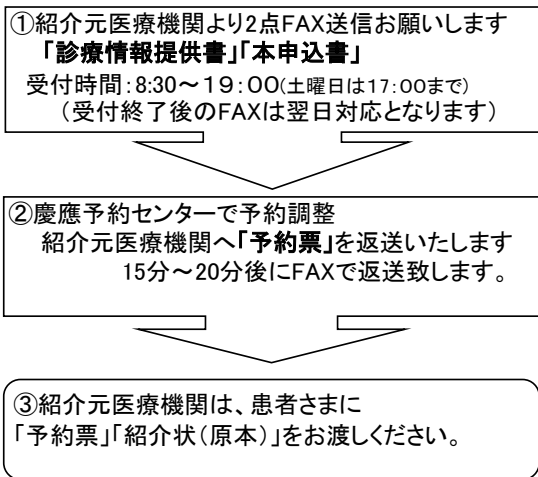 ①紹介元医療機関より2点FAX送信お願いします
「診療情報提供書」「本申込書」
受付時間:8:30～19:00(土曜日は17:00まで)
(受付終了後のFAXは翌日対応となります)
②慶應予約センターで予約調整
紹介元医療機関へ「予約票」を返送いたします
15分～20分後にFAXで返送致します。
③紹介元医療機関は、患者さまに
「予約票」「紹介状(原本)」をお渡しください。